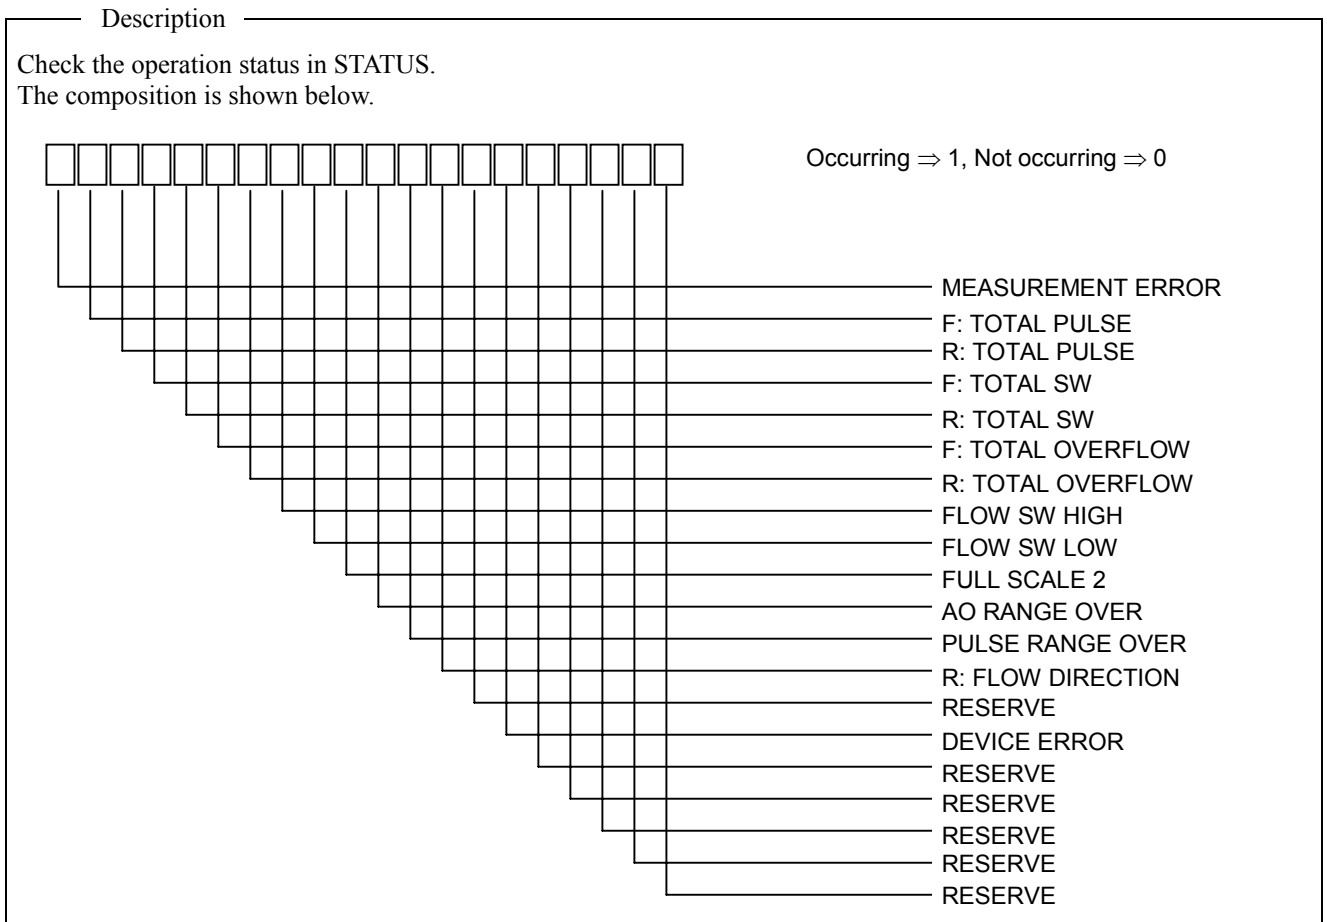 Description
Check the operation status in STATUS.
The composition is shown below.
Occurring ⇒ 1, Not occurring ⇒ 0
MEASUREMENT ERROR
F: TOTAL PULSE
R: TOTAL PULSE
F: TOTAL SW
R: TOTAL SW
F: TOTAL OVERFLOW
R: TOTAL OVERFLOW
FLOW SW HIGH
FLOW SW LOW
FULL SCALE 2
AO RANGE OVER
PULSE RANGE OVER
R: FLOW DIRECTION
RESERVE
DEVICE ERROR
RESERVE
RESERVE
RESERVE
RESERVE
RESERVE